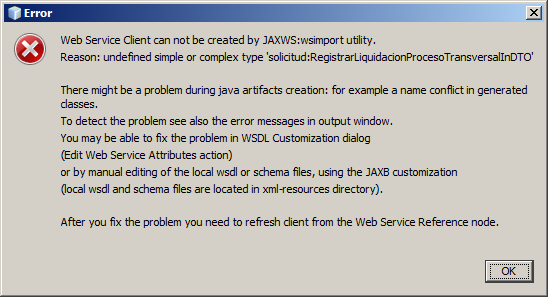 Error
Web Service Client can not be created by JAXWS:wsimport utility.
Reason: undefined simple or complex type 'solicitud:RegistrarLiquidacionProcesoTransversalInDTO'
There might be a problem during java artifacts creation: for example a name conflict in generated
classes.
To detect the problem see also the error messages in output window.
You may be able to fix the problem in WSDL Customization dialog
(Edit Web Service Attributes action)
or by manual editing of the local wsdl or schema files, using the JAXB customization
(local wsdl and schema files are located in xml-resources directory).
After you fix the problem you need to refresh client from the Web Service Reference node.
OK